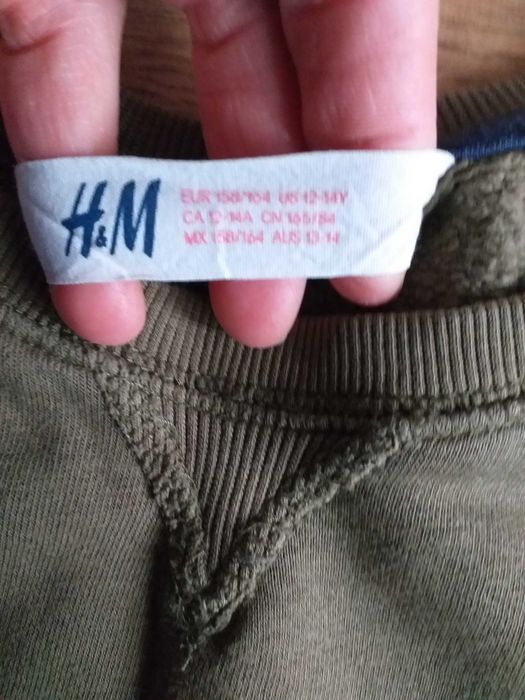 H&M
EUR 158/164 US 12-14Y
CA 12-14A CN 165/84
MX 158/164 AUS 13-14